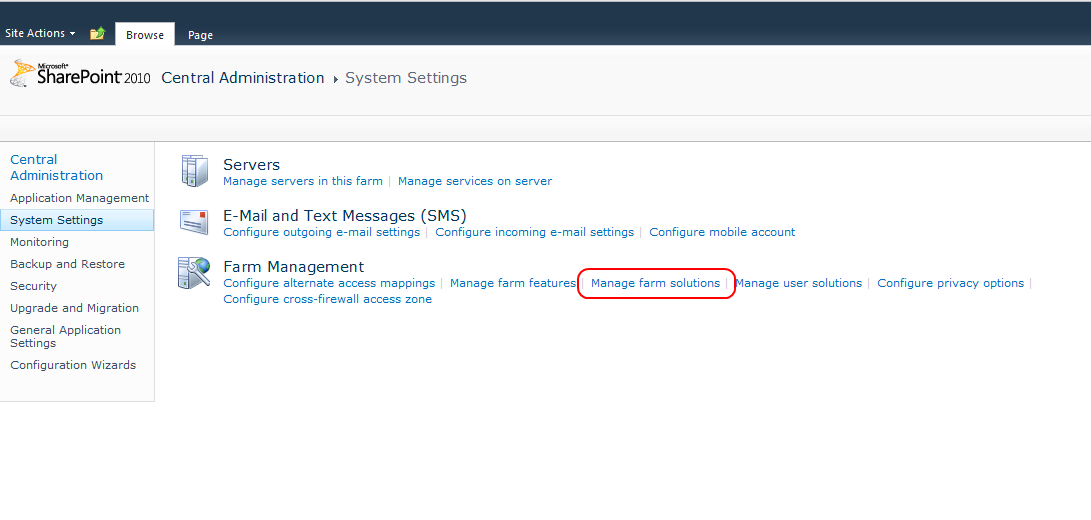 Site Actions
Browse
Page
Microsoft®
SharePoint® 2010
Central Administration
System Settings
Central
Administration
Application Management
System Settings
Monitoring
Backup and Restore
Security
Upgrade and Migration
General Application
Settings
Configuration Wizards
Servers
Manage servers in this farm | Manage services on server
E-Mail and Text Messages (SMS)
Configure outgoing e-mail settings | Configure incoming e-mail settings | Configure mobile account
Farm Management
Configure alternate access mappings | Manage farm features | Manage farm solutions | Manage user solutions | Configure privacy options |
Configure cross-firewall access zone